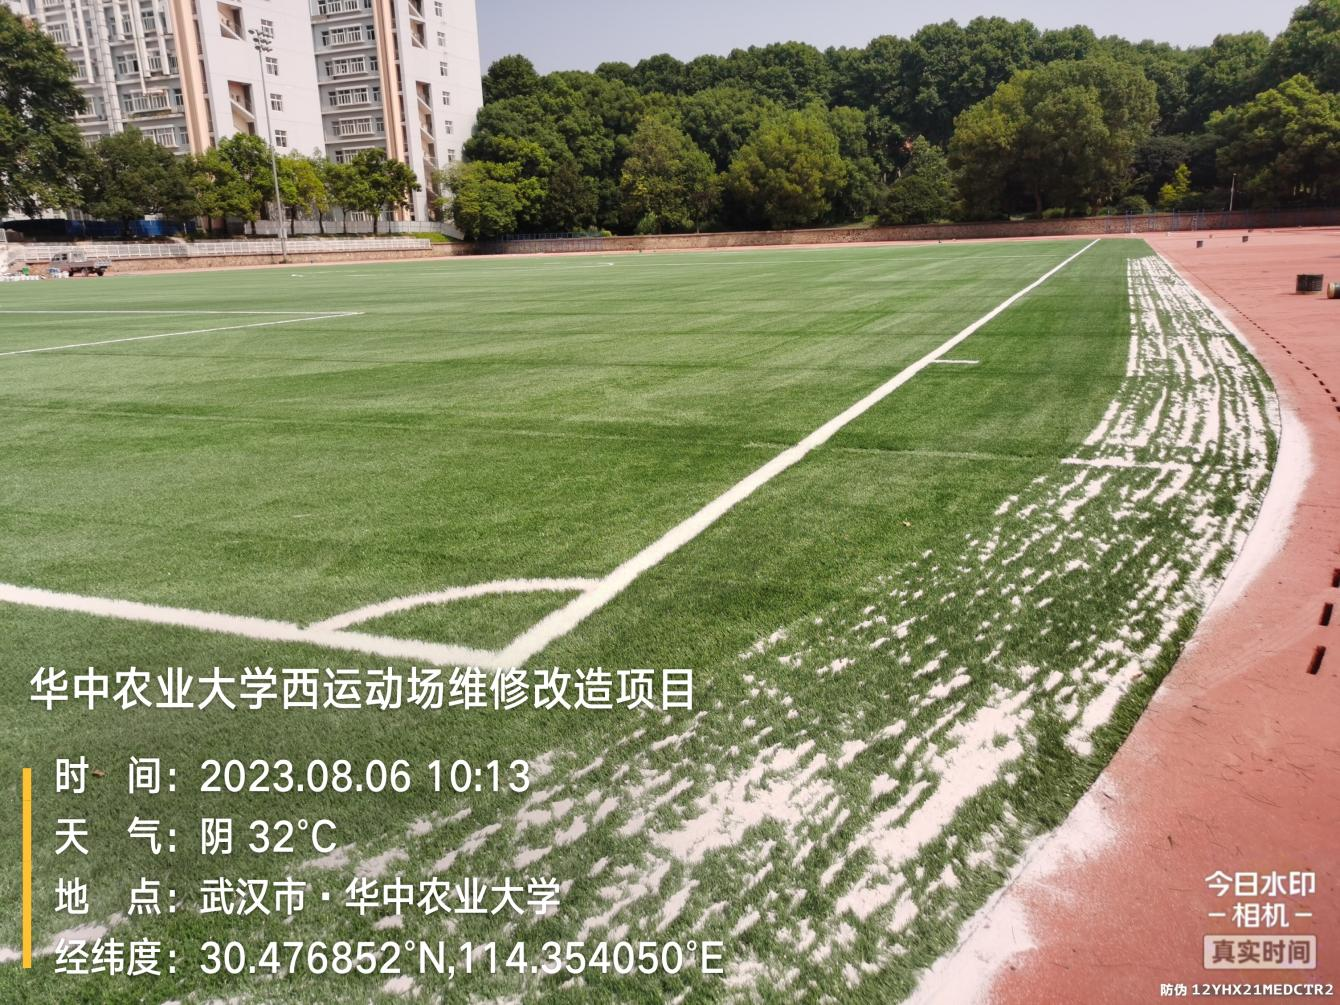 华中农业大学西运动场维修改造项目
时 间：2023.08.06 10:13
天 气：阴 32℃
地 点：武汉市·华中农业大学
经纬度：30.476852°N,114.354050°E
今日水印
-相机-
真实时间
防伪 12YHX21MEDCTR2